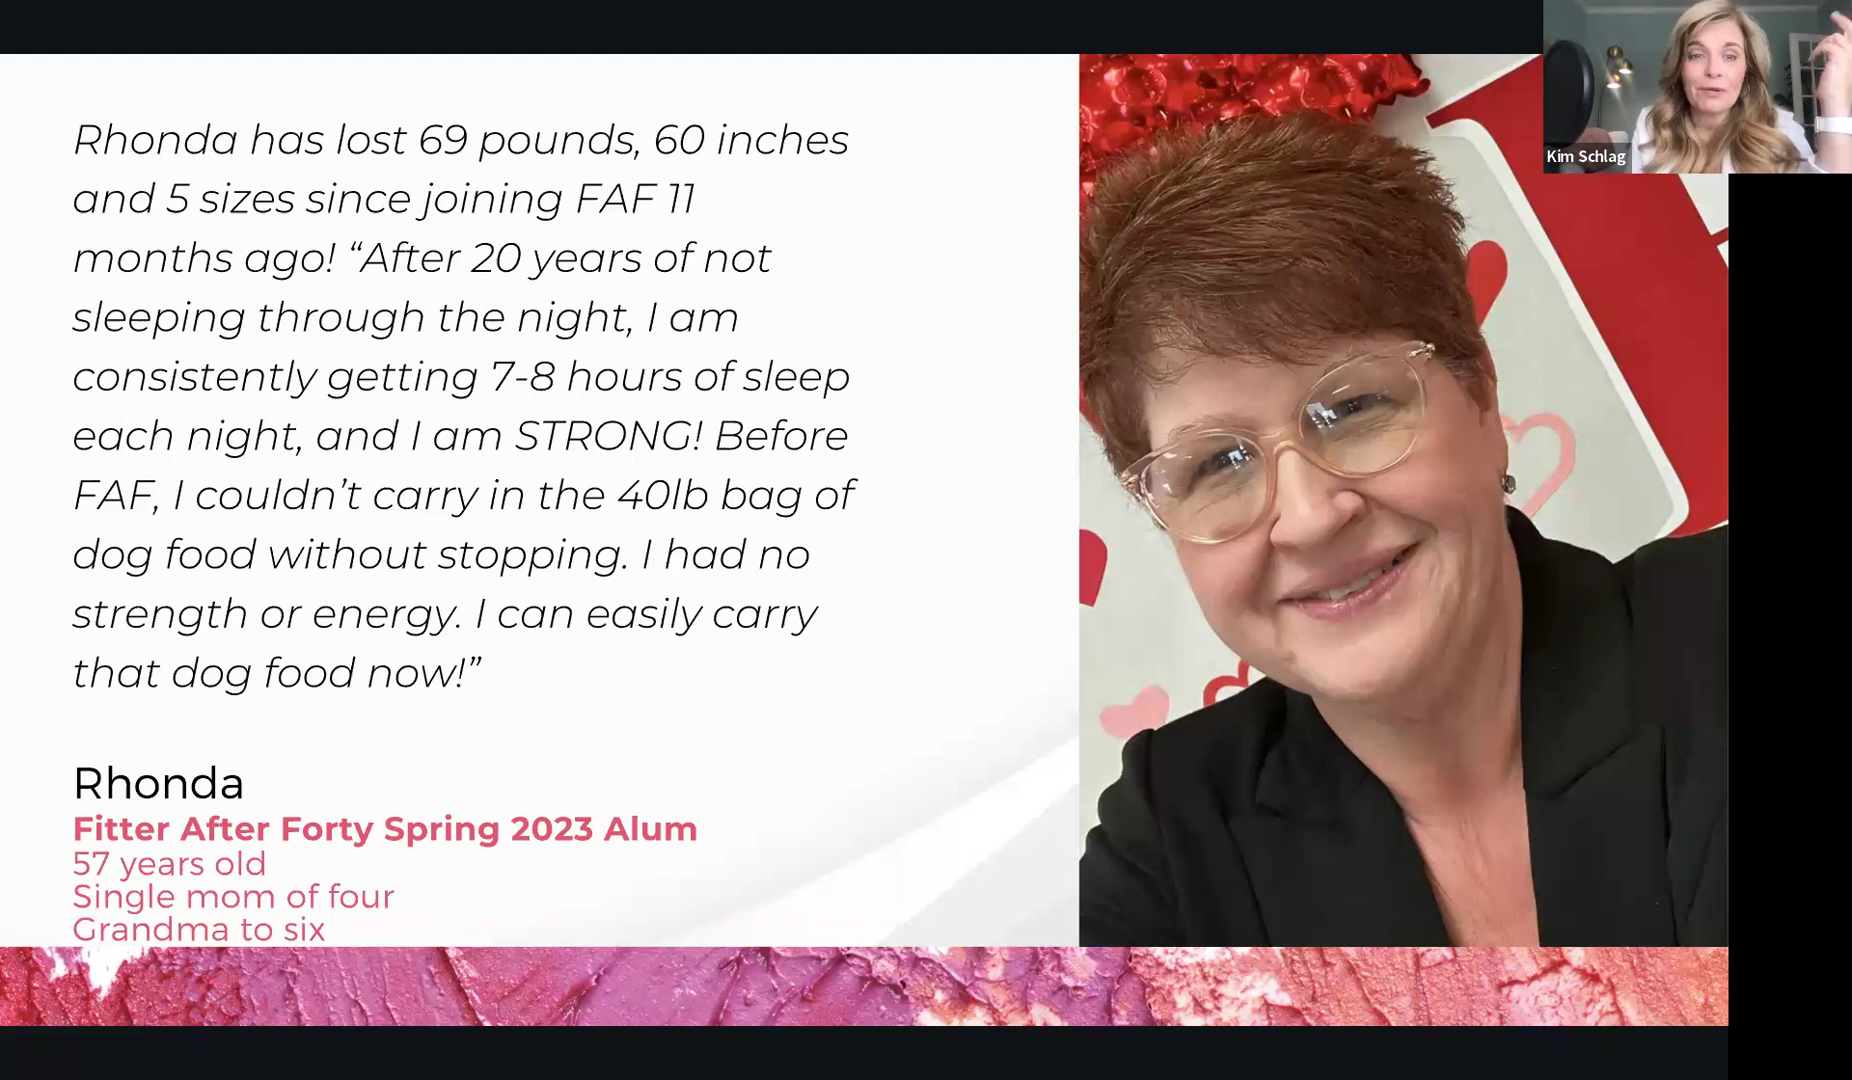 Rhonda has lost 69 pounds, 60 inches
and 5 sizes since joining FAF 11
months ago! “After 20 years of not
sleeping through the night, I am
consistently getting 7-8 hours of sleep
each night, and I am STRONG! Before
FAF, I couldn’t carry in the 40lb bag of
dog food without stopping. I had no
strength or energy. I can easily carry
that dog food now!”
Rhonda
Fitter After Forty Spring 2023 Alum
57 years old
Single mom of four
Grandma to six
Kim Schlag